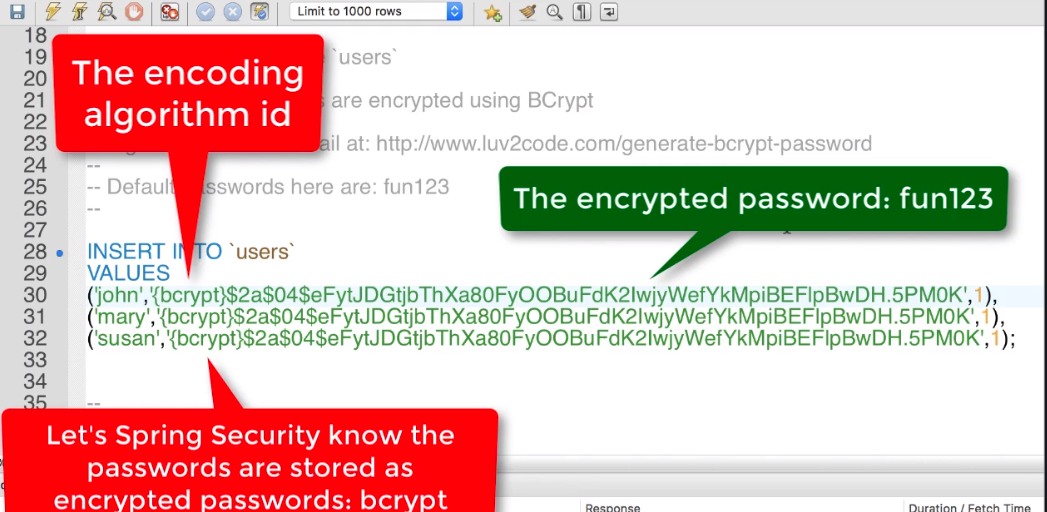 Limit to 1000 rows
18
19 `users`
20
21 s are encrypted using BCrypt
22
23 ail at: http://www.luv2code.com/generate-bcrypt-password
24 --
25 -- Default passwords here are: fun123
26 --
27
28 INSERT INTO `users`
29 VALUES
30 ('john','{bcrypt}$2a$04$eFytJDGtjbThXa80FyOOBuFdK2IwjyWefYkMpiBEFlpBwDH.5PM0K',1),
31 ('mary','{bcrypt}$2a$04$eFytJDGtjbThXa80FyOOBuFdK2IwjyWefYkMpiBEFlpBwDH.5PM0K',1),
32 ('susan','{bcrypt}$2a$04$eFytJDGtjbThXa80FyOOBuFdK2IwjyWefYkMpiBEFlpBwDH.5PM0K',1);
33
34
35 --
The encoding
algorithm id
The encrypted password: fun123
Let's Spring Security know the
passwords are stored as
encrypted passwords: bcrypt
Response
Duration / Fetch Time